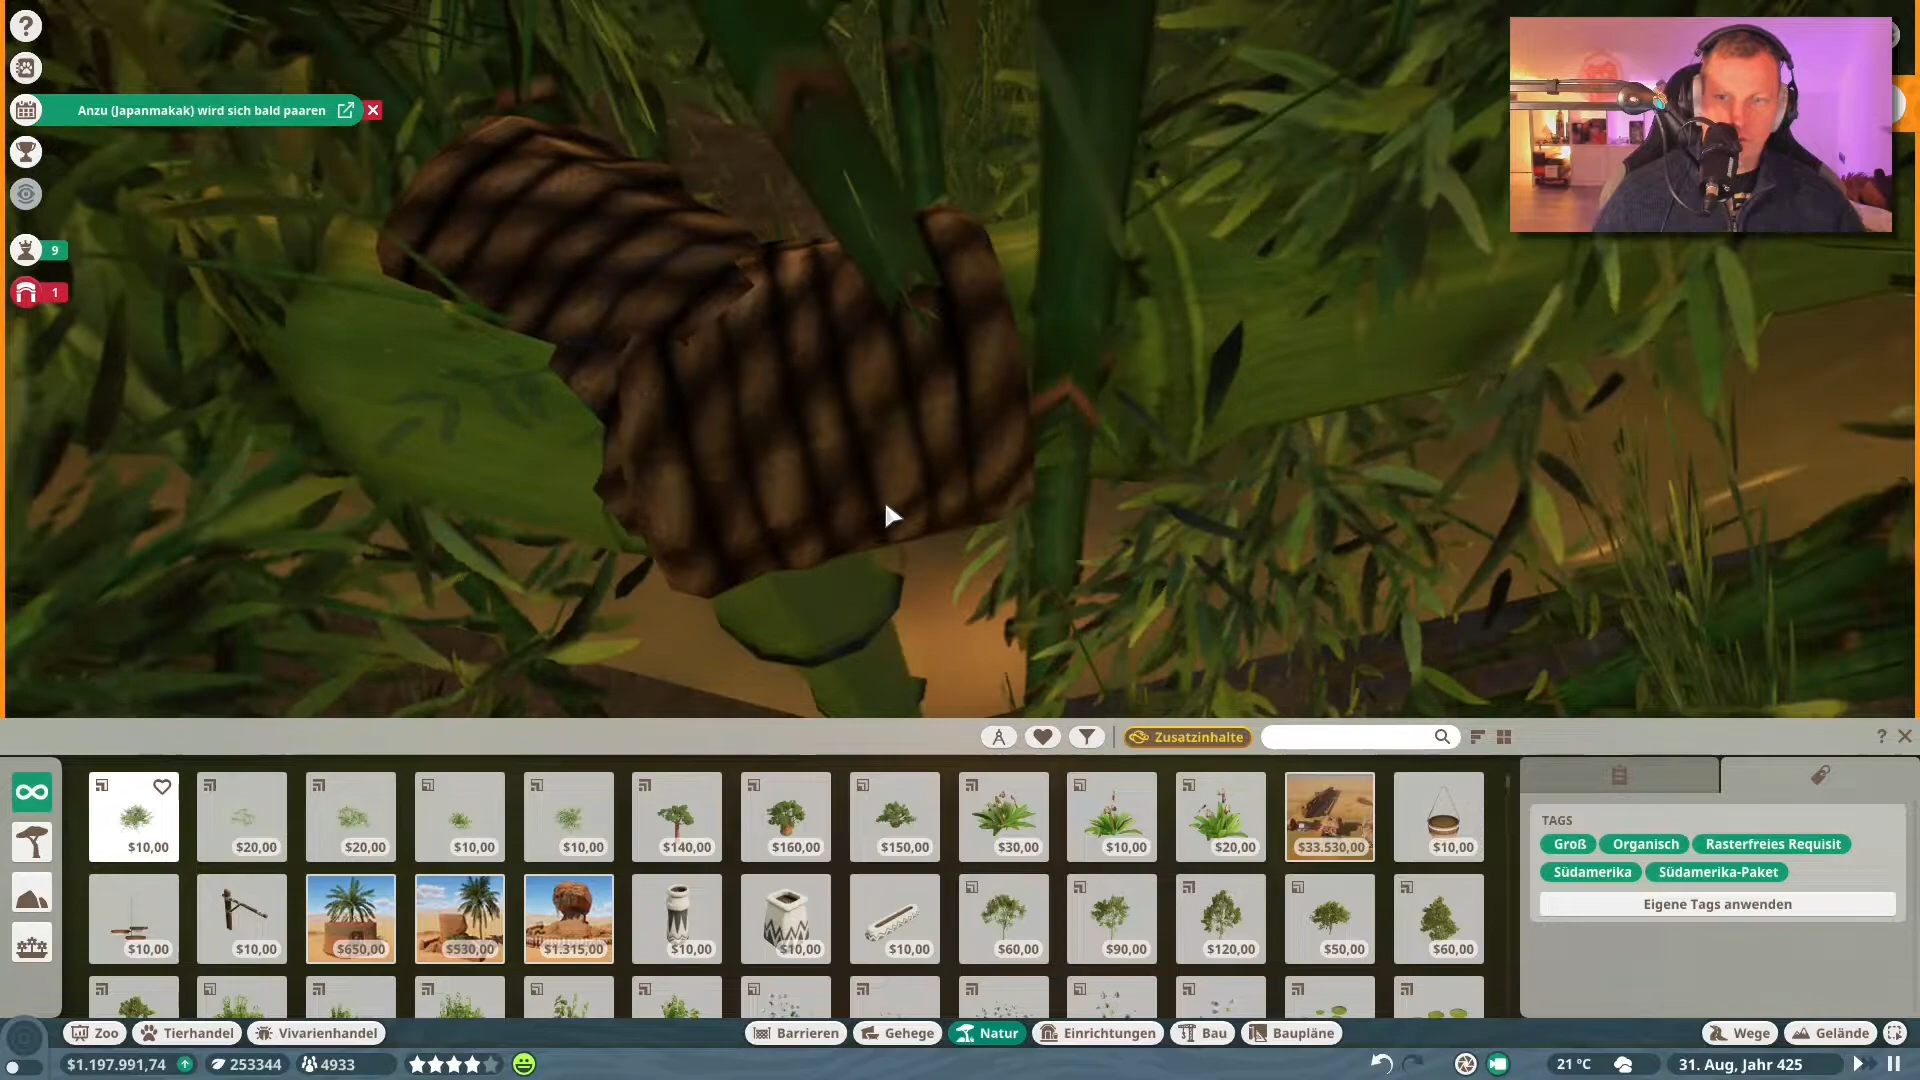 ?
Anzu (Japanmakak) wird sich bald paaren
9
1
Zusatzinhalte
?
$10,00
$20,00
$20,00
$10,00
$10,00
$140,00
$160,00
$150,00
$30,00
$10,00
$20,00
$33.530,00
$10,00
$10,00
$10,00
$650,00
$530,00
$1.315,00
$10,00
$10,00
$10,00
$60,00
$90,00
$120,00
$50,00
$60,00
TAGS
Groß
Organisch
Rasterfreies Requisit
Südamerika
Südamerika-Paket
Eigene Tags anwenden
Zoo
Tierhandel
Vivarienhandel
Barrieren
Gehege
Natur
Einrichtungen
Bau
Baupläne
Wege
Gelände
$1.197.991,74
253344
4933
21 °C
31. Aug, Jahr 425